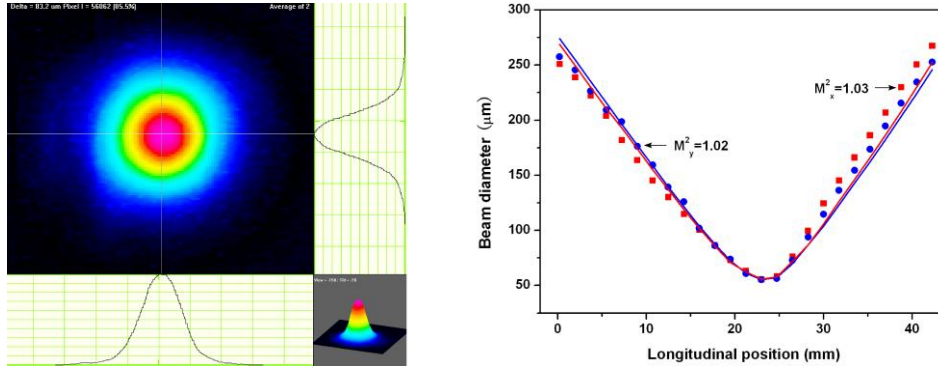 Delta = 83.2 um Pixel I = 56862 (85.5%)
Average of 2
300
250
200
150
100
50
0
10
20
30
40
Beam diameter (μm)
Longitudinal position (mm)
M²x=1.03
M²y=1.02